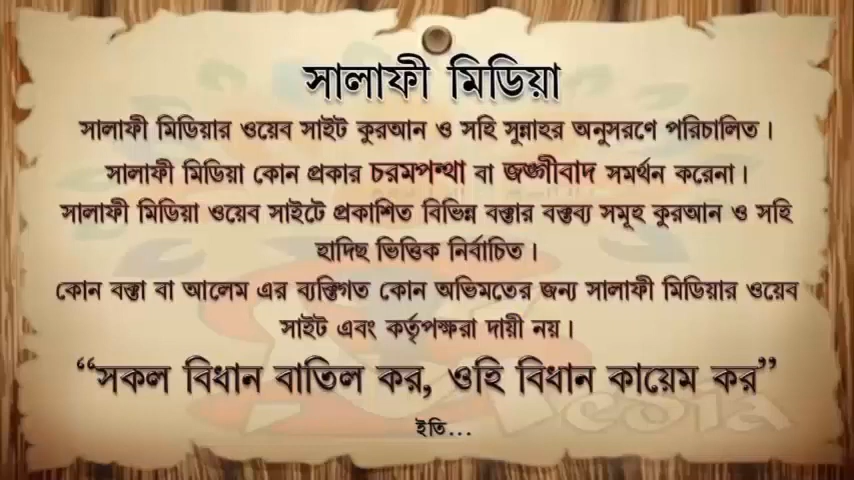 সালাফী মিডিয়া
সালাফী মিডিয়ার ওয়েব সাইট কুরআন ও সহি সুন্নাহর অনুসরণে পরিচালিত।
সালাফী মিডিয়া কোন প্রকার চরমপন্থা বা জঙ্গীবাদ সমর্থন করেনা।
সালাফী মিডিয়া ওয়েব সাইটে প্রকাশিত বিভিন্ন বক্তার বক্তব্য সমূহ কুরআন ও সহি
হাদিছ ভিত্তিক নির্বাচিত।
কোন বক্তা বা আলেম এর ব্যক্তিগত কোন অভিমতের জন্য সালাফী মিডিয়ার ওয়েব
সাইট এবং কর্তৃপক্ষরা দায়ী নয়।
“সকল বিধান বাতিল কর, ওহি বিধান কায়েম কর”
ইতি...